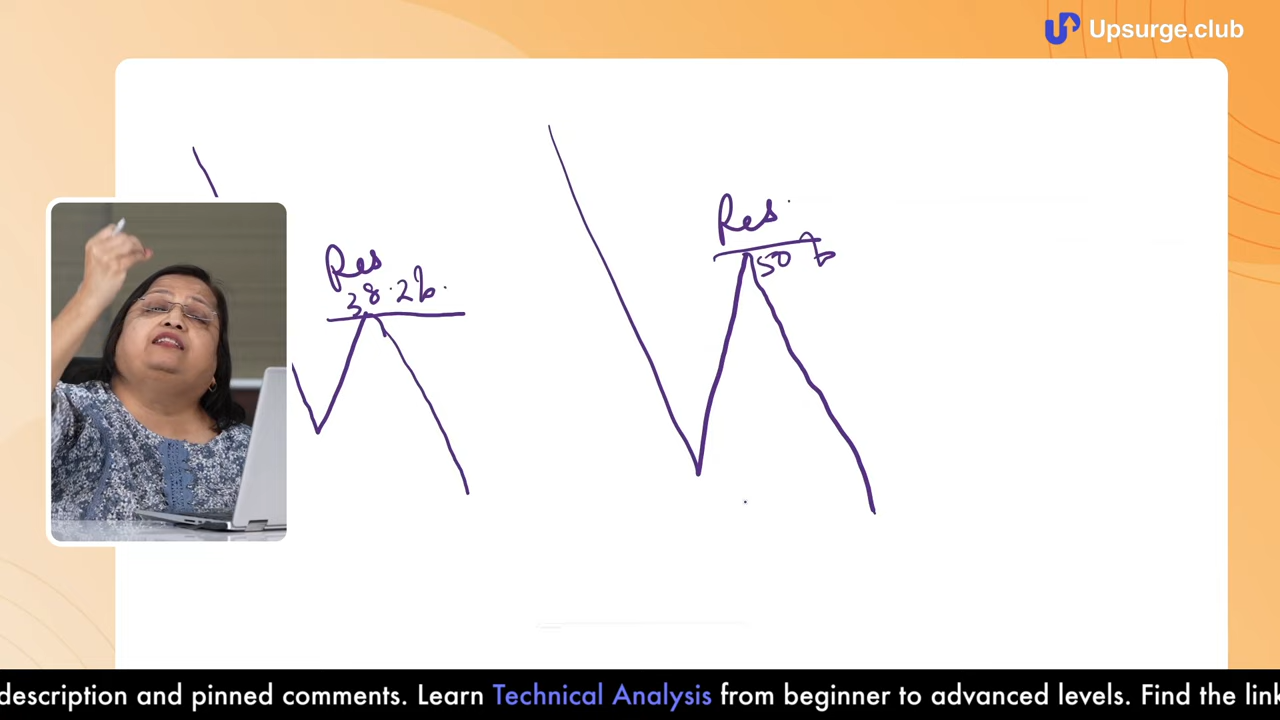 Upsurge.club
Res
38.2%.
Res.
50%
description and pinned comments. Learn Technical Analysis from beginner to advanced levels. Find the link